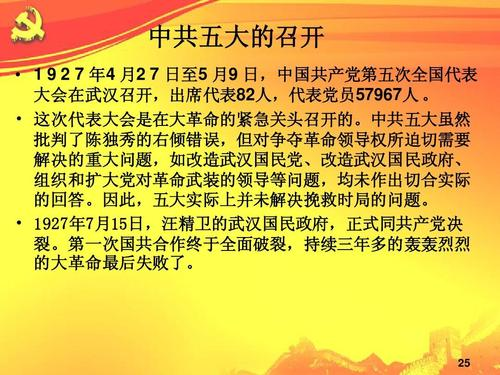 中共五大的召开
• 1 9 2 7 年4 月2 7 日至5 月9 日，中国共产党第五次全国代表
大会在武汉召开，出席代表82人，代表党员57967人。
• 这次代表大会是在大革命的紧急关头召开的。中共五大虽然
批判了陈独秀的右倾错误，但对争夺革命领导权所迫切需要
解决的重大问题，如改造武汉国民党、改造武汉国民政府、
组织和扩大党对革命武装的领导等问题，均未作出切合实际
的回答。因此，五大实际上并未解决挽救时局的问题。
• 1927年7月15日，汪精卫的武汉国民政府，正式同共产党决
裂。第一次国共合作终于全面破裂，持续三年多的轰轰烈烈
的大革命最后失败了。
25